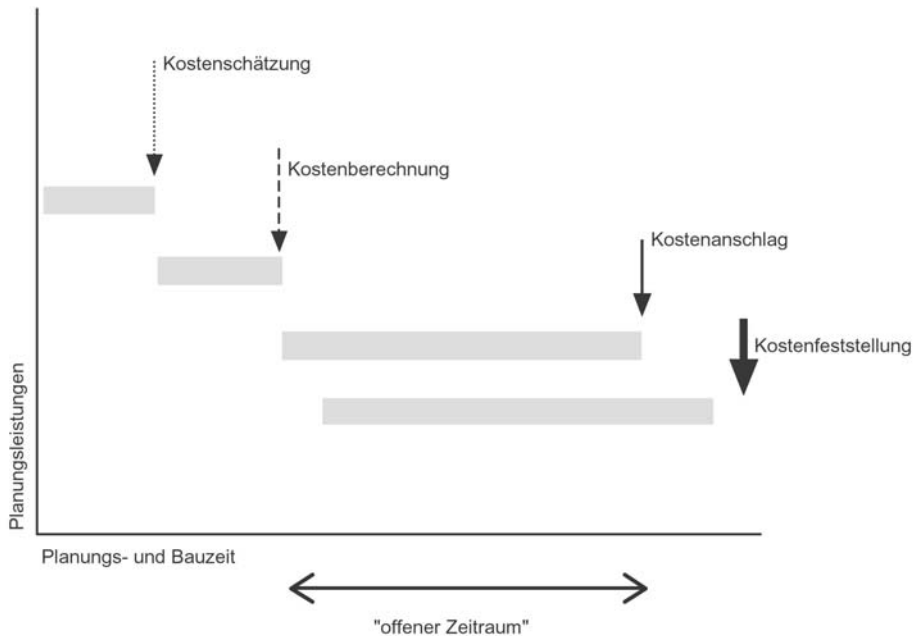 Kostenschätzung
Kostenberechnung
Kostenanschlag
Kostenfeststellung
Planungsleistungen
Planungs- und Bauzeit
"offener Zeitraum"